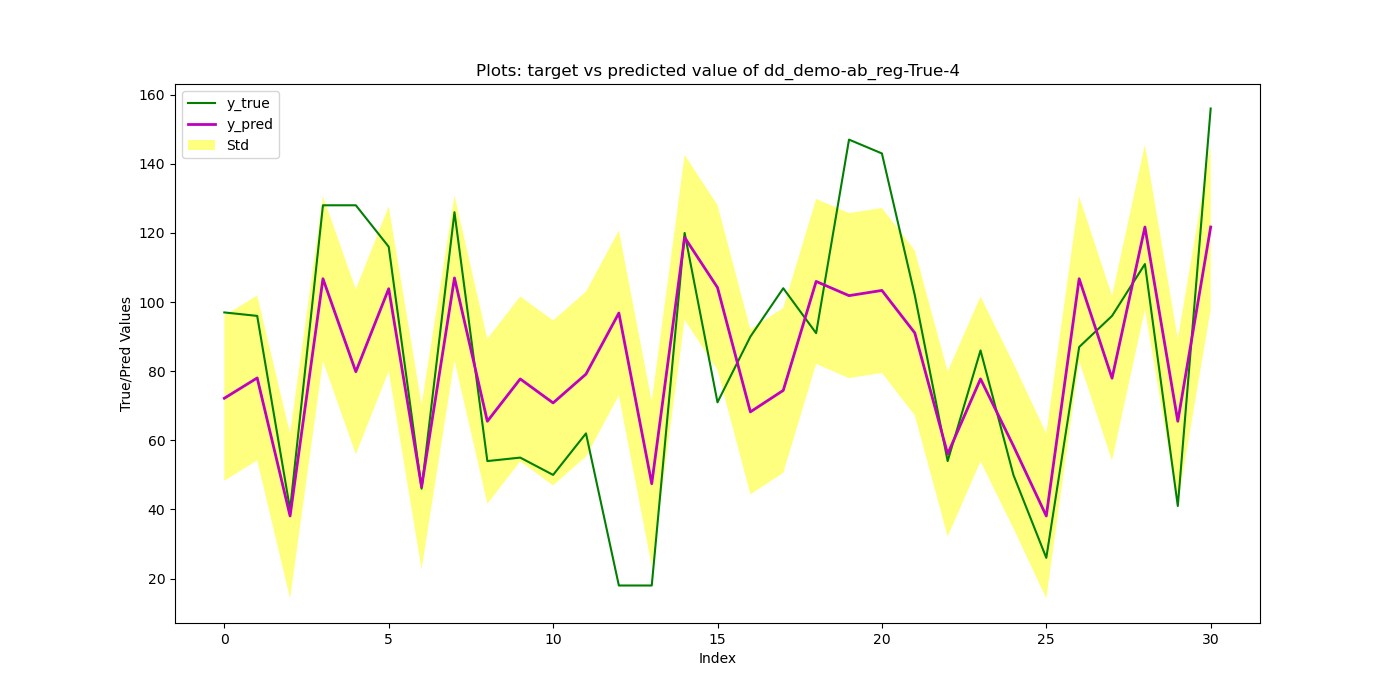 Plots: target vs predicted value of dd_demo-ab_reg-True-4
y_true
y_pred
Std
160
140
120
100
80
60
40
20
True/Pred Values
0 5 10 15 20 25 30
Index